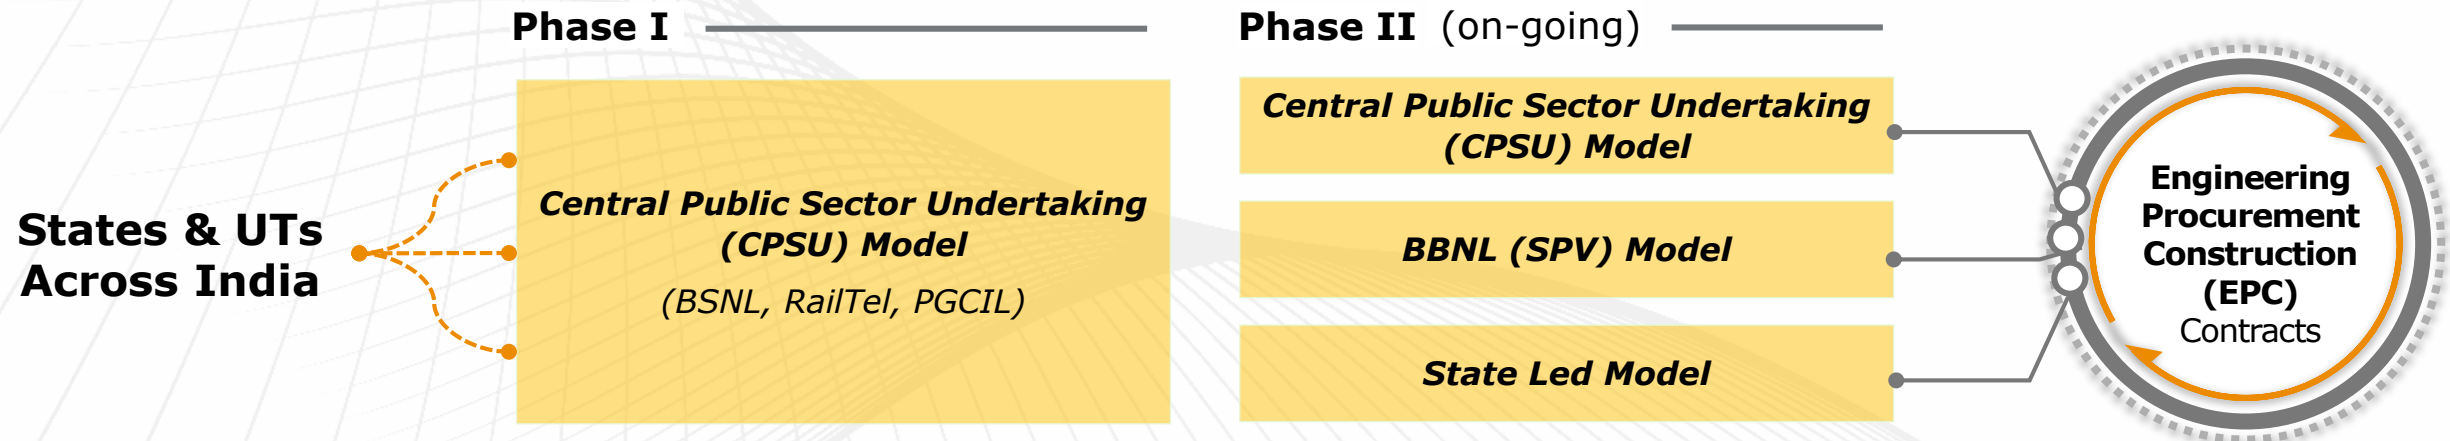 States & UTs
Across India
Phase I
Central Public Sector Undertaking
(CPSU) Model
(BSNL, RailTel, PGCIL)
Phase II (on-going)
Central Public Sector Undertaking
(CPSU) Model
BBNL (SPV) Model
State Led Model
Engineering
Procurement
Construction
(EPC)
Contracts